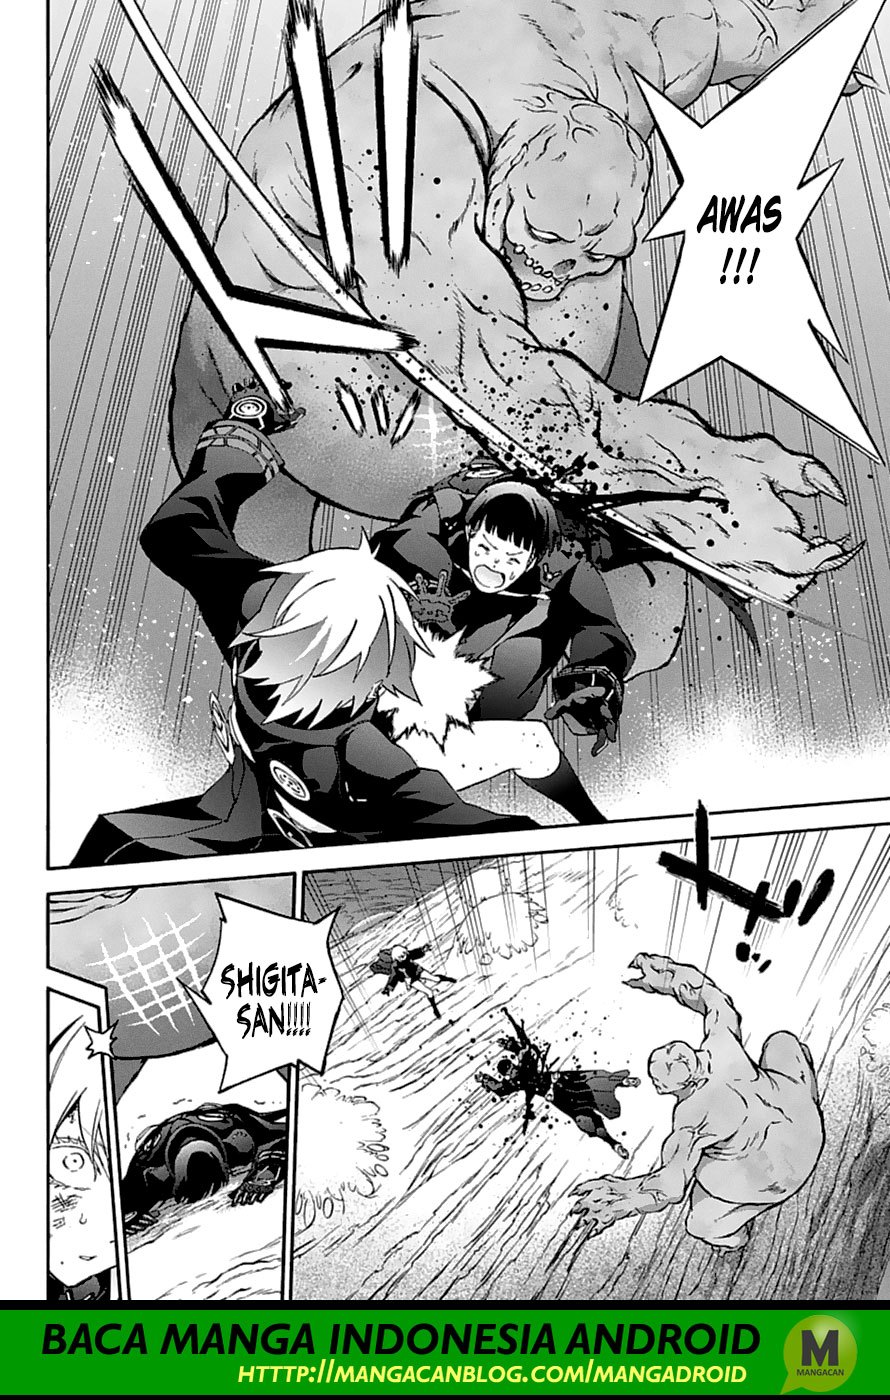 AWAS
!!!
SHIGITA-
SAN!!!!
BACA MANGA INDONESIA ANDROID
HTTTP://MANGACANBLOG.COM/MANGADROID
M
MANGACAN